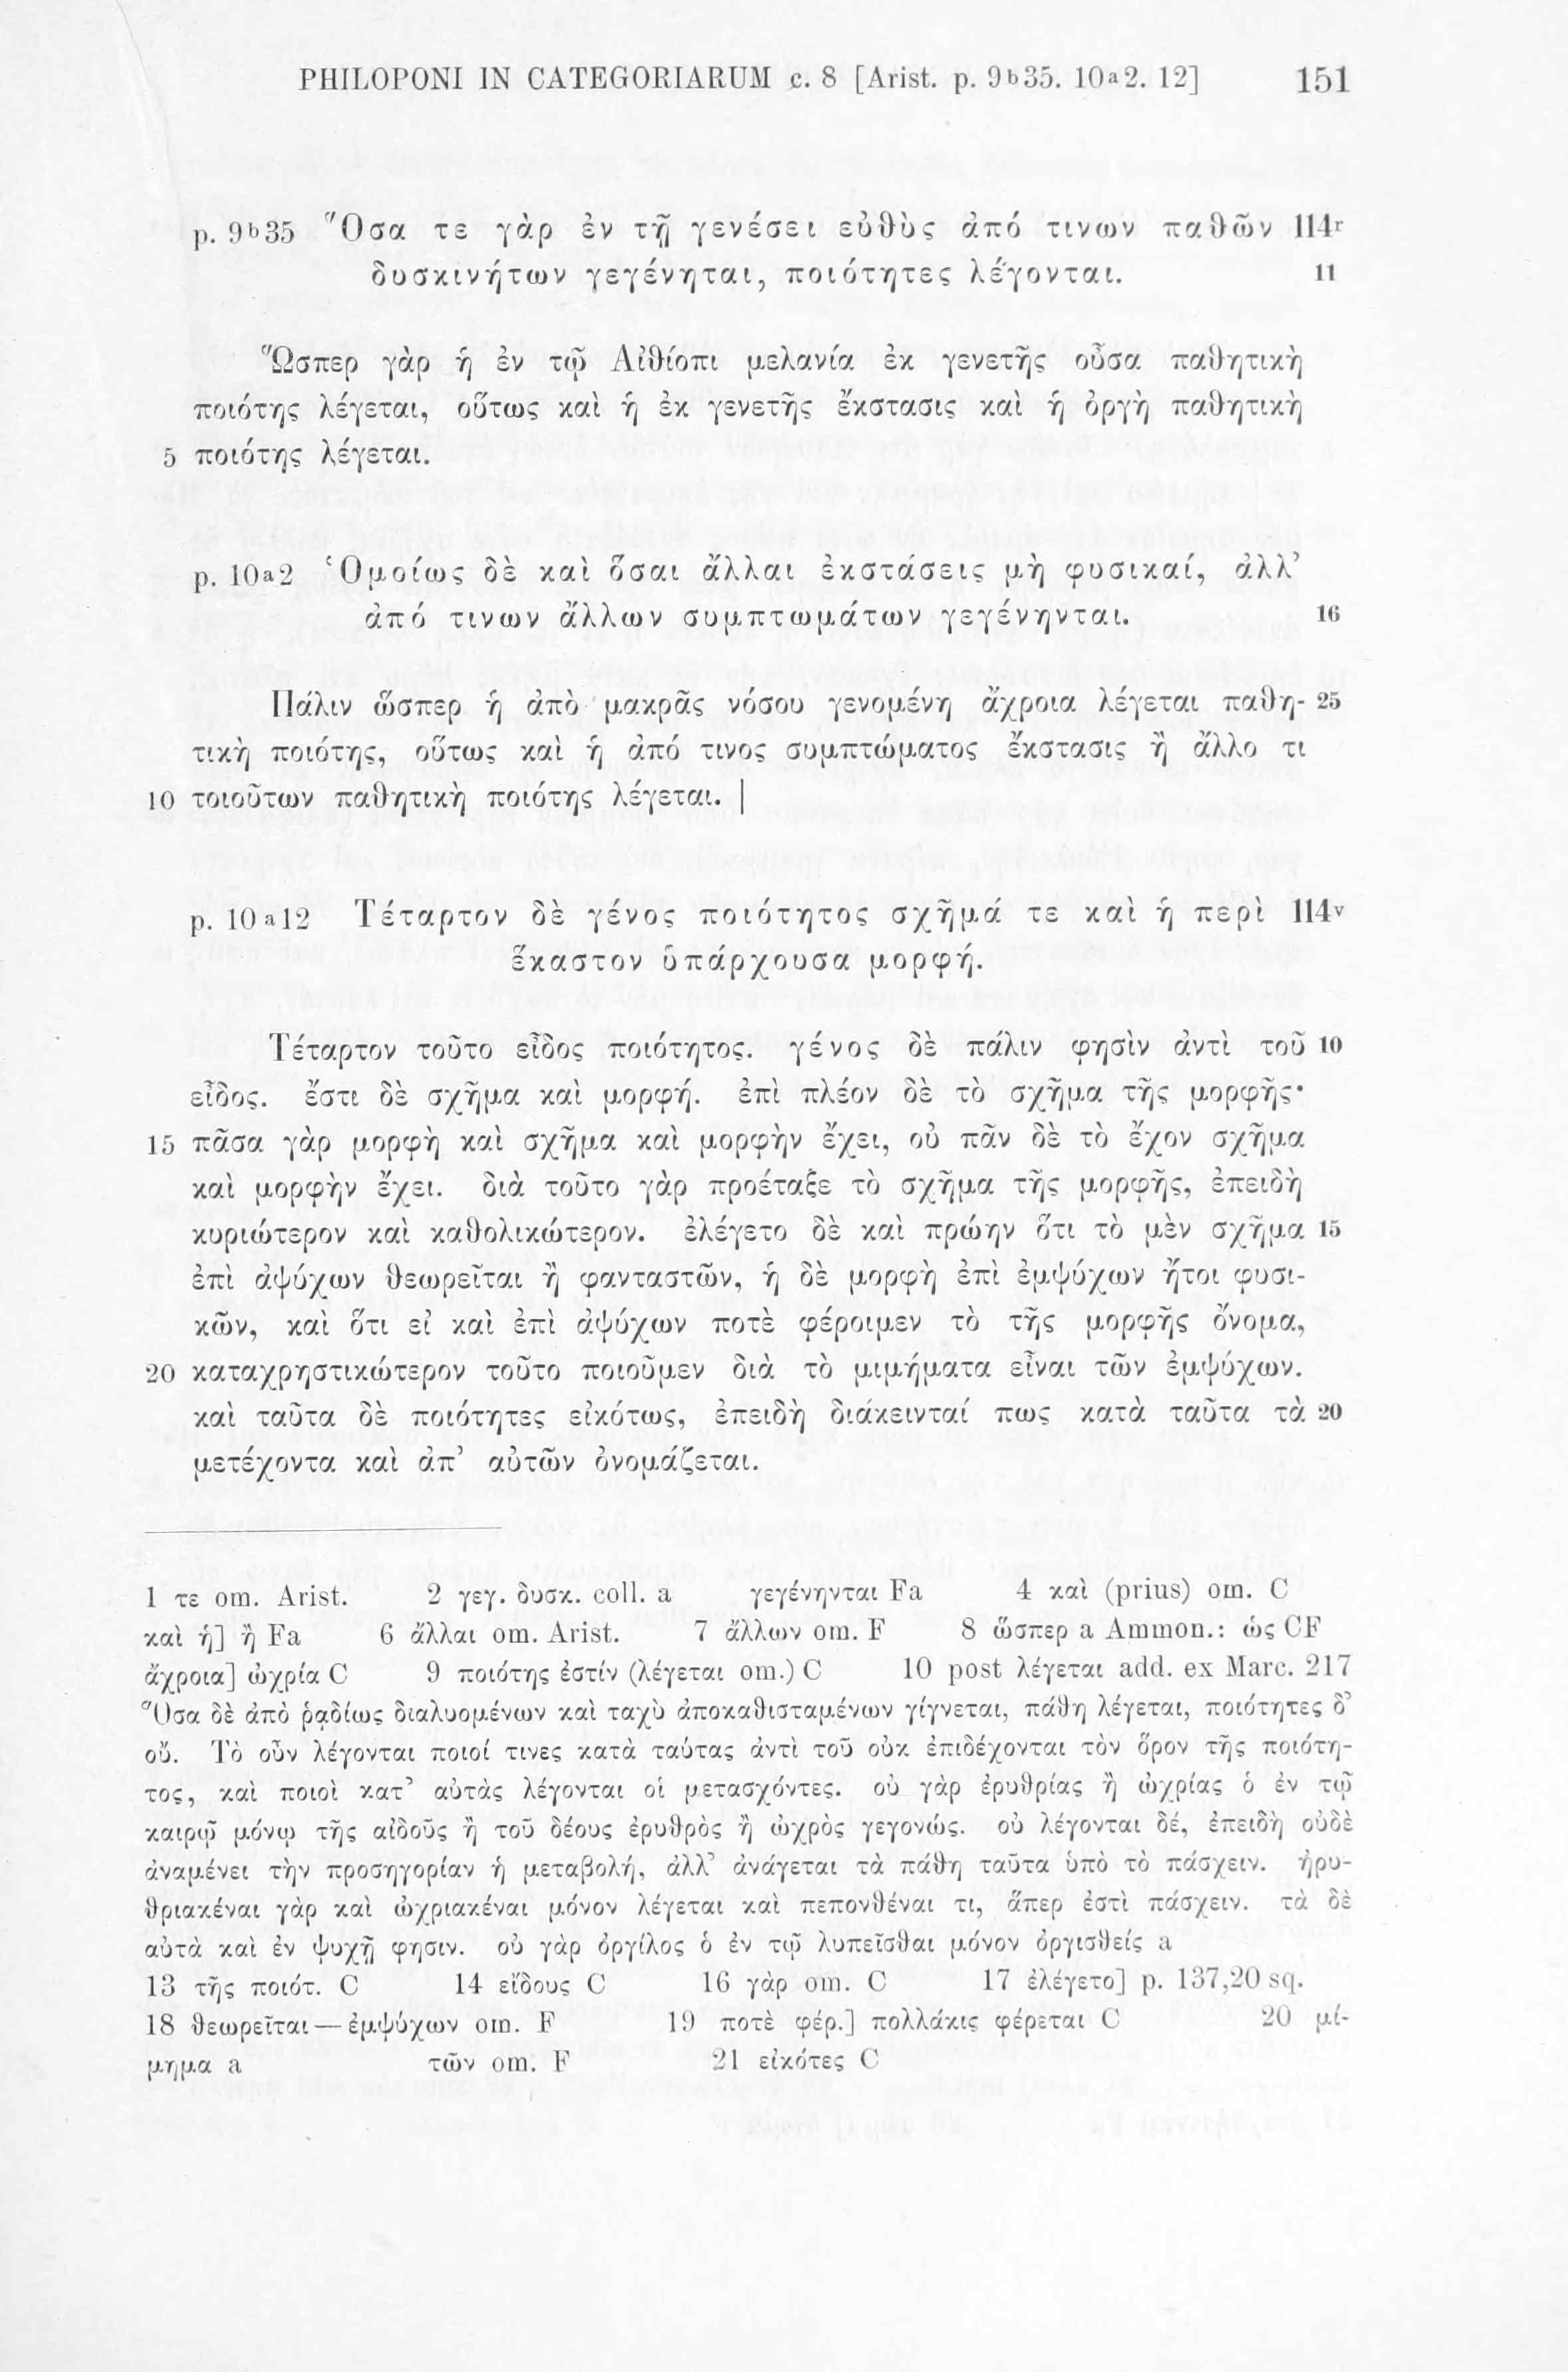 PHILOPONI IN CATEGORIARUM c. 8 [Arist. p. 9b35. 10a2. 12] 151
p. 9b35 Ὅσα τε γὰρ ἐν τῇ γενέσει εὐθὺς ἀπό τινων παθῶν 114r
δυσκινήτων γεγένηται, ποιότητες λέγονται. 11
Ὥσπερ γὰρ ἡ ἐν τῷ Αἰθίοπι μελανία ἐκ γενετῆς οὖσα παθητικὴ
ποιότης λέγεται, οὕτως καὶ ἡ ἐκ γενετῆς ἔκστασις καὶ ἡ ὀργὴ παθητικὴ
5 ποιότης λέγεται.
p. 10a2 Ὁμοίως δὲ καὶ ὅσαι ἄλλαι ἐκστάσεις μὴ φυσικαί, ἀλλ’
ἀπό τινων ἄλλων συμπτωμάτων γεγένηνται. 16
Πάλιν ὥσπερ ἡ ἀπὸ μακρᾶς νόσου γενομένη ἄχροια λέγεται παθη- 25
τικὴ ποιότης, οὕτως καὶ ἡ ἀπό τινος συμπτώματος ἔκστασις ἢ ἄλλο τι
10 τοιοῦτων παθητικὴ ποιότης λέγεται. |
p. 10a12 Τέταρτον δὲ γένος ποιότητος σχῆμά τε καὶ ἡ περὶ 114v
ἕκαστον ὑπάρχουσα μορφή.
Τέταρτον τοῦτο εἶδος ποιότητος. γένος δὲ πάλιν φησὶν ἀντὶ τοῦ 10
εἶδος. ἔστι δὲ σχῆμα καὶ μορφή. ἐπὶ πλέον δὲ τὸ σχῆμα τῆς μορφῆς·
15 πᾶσα γὰρ μορφὴ καὶ σχῆμα καὶ μορφὴν ἔχει, οὐ πᾶν δὲ τὸ ἔχον σχῆμα
καὶ μορφὴν ἔχει. διὰ τοῦτο γὰρ προέταξε τὸ σχῆμα τῆς μορφῆς, ἐπειδὴ
κυριώτερον καὶ καθολικώτερον. ἐλέγετο δὲ καὶ πρώην ὅτι τὸ μὲν σχῆμα 15
ἐπὶ ἀψύχων θεωρεῖται ἢ φανταστῶν, ἡ δὲ μορφὴ ἐπὶ ἐμψύχων ἤτοι φυσι-
κῶν, καὶ ὅτι εἰ καὶ ἐπὶ ἀψύχων ποτὲ φέροιμεν τὸ τῆς μορφῆς ὄνομα,
20 καταχρηστικώτερον τοῦτο ποιοῦμεν διὰ τὸ μιμήματα εἶναι τῶν ἐμψύχων.
καὶ ταῦτα δὲ ποιότητες εἰκότως, ἐπειδὴ διάκεινταί πως κατὰ ταῦτα τὰ 20
μετέχοντα καὶ ἀπ’ αὐτῶν ὀνομάζεται.
1 τε om. Arist. 2 γεγ. δυσκ. coll. a γεγένηνται Fa 4 καὶ (prius) om. C
καὶ ἡ] ἢ Fa 6 ἄλλαι om. Arist. 7 ἄλλων om. F 8 ὥσπερ a Ammon.: ὡς CF
ἄχροια] ὠχρία C 9 ποιότης ἐστίν (λέγεται om.) C 10 post λέγεται add. ex Marc. 217
Ὅσα δὲ ἀπὸ ῥᾳδίως διαλυομένων καὶ ταχὺ ἀποκαθισταμένων γίγνεται, πάθη λέγεται, ποιότητες δ’
οὔ. Τὸ οὖν λέγονται ποιοί τινες κατὰ ταύτας ἀντὶ τοῦ οὐκ ἐπιδέχονται τὸν ὅρον τῆς ποιότη-
τος, καὶ ποιοὶ κατ’ αὐτὰς λέγονται οἱ μετασχόντες. οὐ γὰρ ἐρυθρίας ἢ ὠχρίας ὁ ἐν τῷ
καιρῷ μόνῳ τῆς αἰδοῦς ἢ τοῦ δέους ἐρυθρὸς ἢ ὠχρὸς γεγονώς. οὐ λέγονται δέ, ἐπειδὴ οὐδὲ
ἀναμένει τὴν προσηγορίαν ἡ μεταβολή, ἀλλ’ ἀνάγεται τὰ πάθη ταῦτα ὑπὸ τὸ πάσχειν. ἠρυ-
θριακέναι γὰρ καὶ ὠχριακέναι μόνον λέγεται καὶ πεπονθέναι τι, ἅπερ ἐστὶ πάσχειν. τὰ δὲ
αὐτὰ καὶ ἐν ψυχῇ φησιν. οὐ γὰρ ὀργίλος ὁ ἐν τῷ λυπεῖσθαι μόνον ὀργισθείς a
13 τῆς ποιότ. C 14 εἴδους C 16 γὰρ om. C 17 ἐλέγετο] p. 137,20 sq.
18 θεωρεῖται — ἐμψύχων om. F 19 ποτὲ φέρ.] πολλάκις φέρεται C 20 μί-
μημα a τῶν om. F 21 εἰκότες C